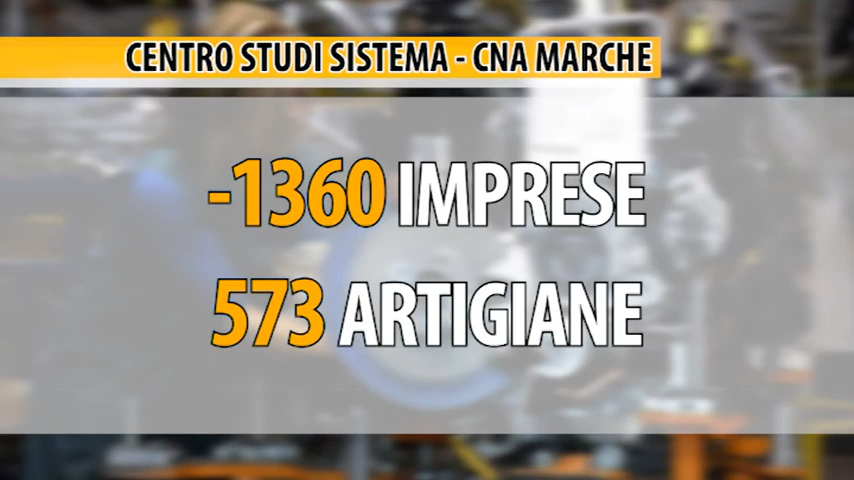 CENTRO STUDI SISTEMA - CNA MARCHE
-1360 IMPRESE
573 ARTIGIANE